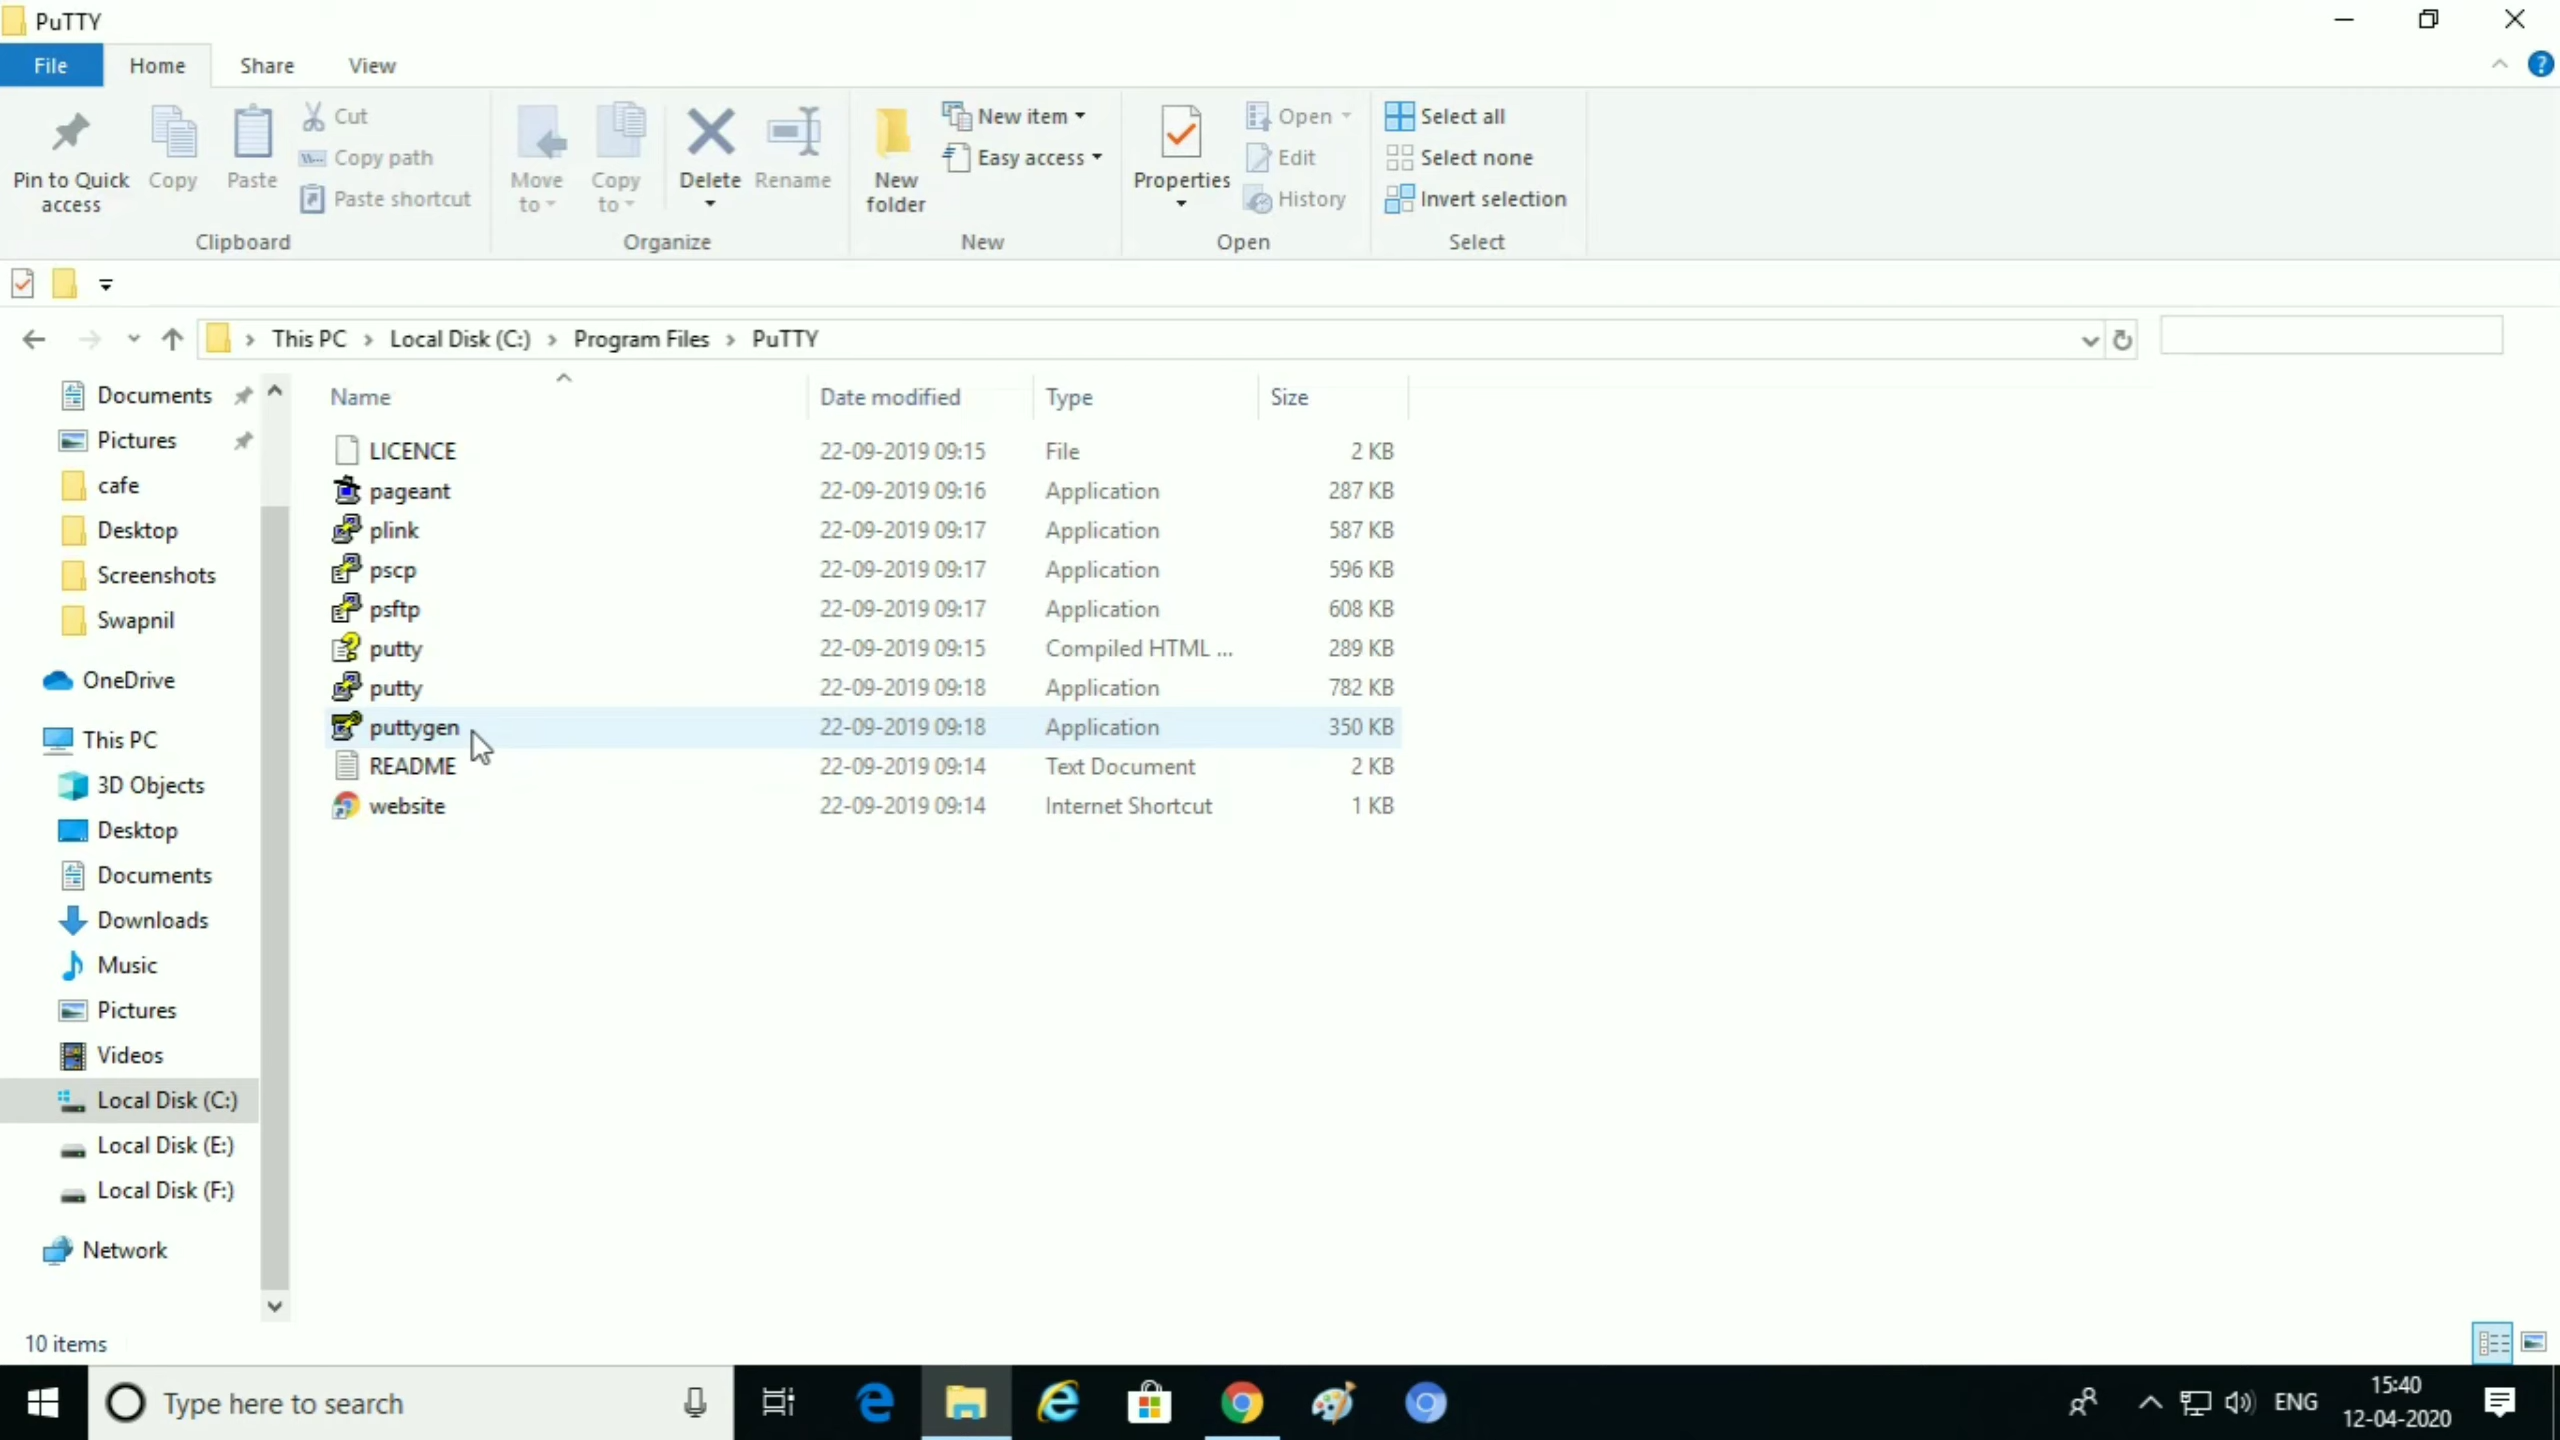 PuTTY
File Home Share View
Pin to Quick access
Copy
Paste
Cut
Copy path
Paste shortcut
Clipboard
Move to
Copy to
Delete
Rename
Organize
New folder
New item
Easy access
New
Properties
Open
Edit
History
Open
Select all
Select none
Invert selection
Select
This PC > Local Disk (C:) > Program Files > PuTTY
Documents
Pictures
cafe
Desktop
Screenshots
Swapnil
OneDrive
This PC
3D Objects
Desktop
Documents
Downloads
Music
Pictures
Videos
Local Disk (C:)
Local Disk (E:)
Local Disk (F:)
Network
Name Date modified Type Size
LICENCE 22-09-2019 09:15 File 2 KB
pageant 22-09-2019 09:16 Application 287 KB
plink 22-09-2019 09:17 Application 587 KB
pscp 22-09-2019 09:17 Application 596 KB
psftp 22-09-2019 09:17 Application 608 KB
putty 22-09-2019 09:15 Compiled HTML ... 289 KB
putty 22-09-2019 09:18 Application 782 KB
puttygen 22-09-2019 09:18 Application 350 KB
README 22-09-2019 09:14 Text Document 2 KB
website 22-09-2019 09:14 Internet Shortcut 1 KB
10 items
Type here to search
ENG
15:40
12-04-2020